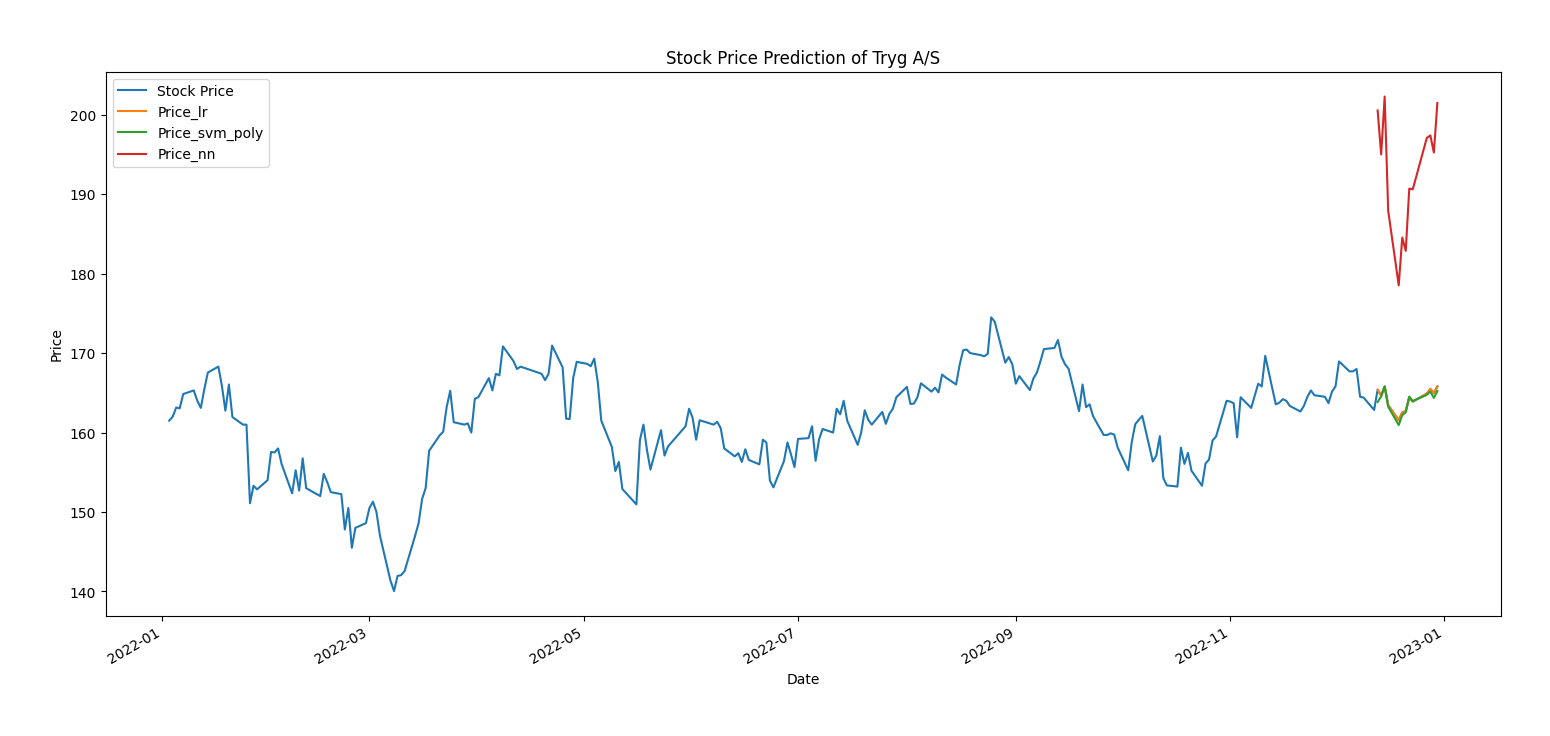 Stock Price Prediction of Tryg A/S
Stock Price
Price_lr
Price_svm_poly
Price_nn
200
190
180
170
160
150
140
Price
2022-01
2022-03
2022-05
2022-07
2022-09
2022-11
2023-01
Date